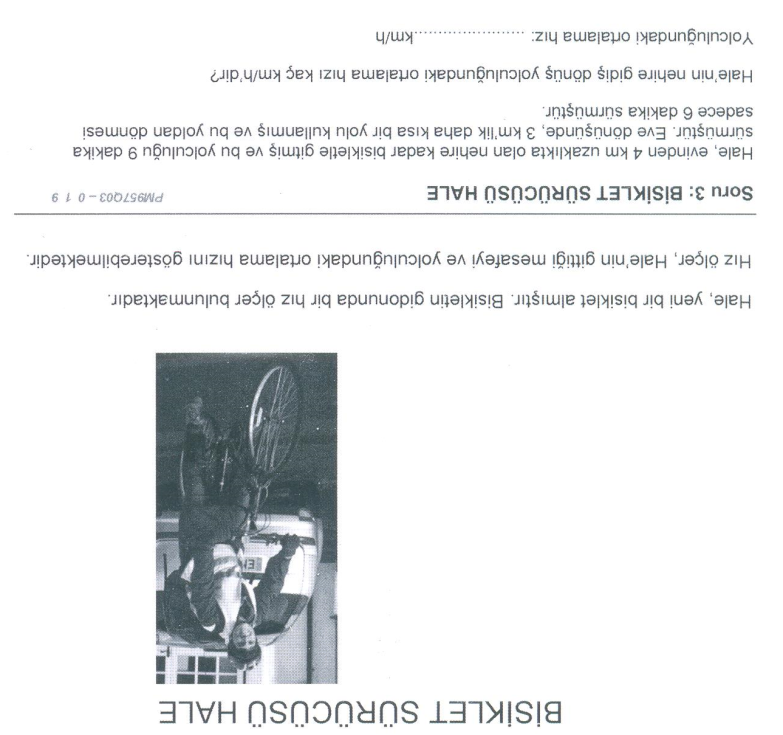 BİSİKLET SÜRÜCÜSÜ HALE
Hale, yeni bir bisiklet almıştır. Bisikletin gidonunda bir hız ölçer bulunmaktadır.
Hız ölçer, Hale'nin gittiği mesafeyi ve yolculuğundaki ortalama hızını gösterebilmektedir.
Soru 3: BİSİKLET SÜRÜCÜSÜ HALE PM957Q03 – 0 1 9
Hale, evinden 4 km uzaklıkta olan nehire kadar bisikletle gitmiş ve bu yolculuğu 9 dakika
sürmüştür. Eve dönüşünde, 3 km'lik daha kısa bir yolu kullanmış ve bu yoldan dönmesi
sadece 6 dakika sürmüştür.
Hale'nin nehire gidiş dönüş yolculuğundaki ortalama hızı kaç km/h'dir?
Yolculuğundaki ortalama hız: .......................km/h